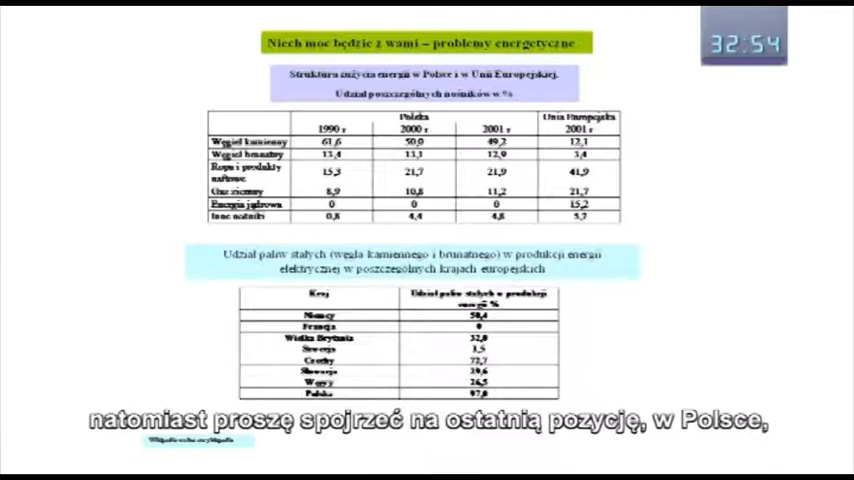 32:54
Niech moc będzie z wami – problemy energetyczne
Struktura zużycia energii w Polsce i w Unii Europejskiej.
Udział poszczególnych nośników w %
Polska Unia Europejska
1990 r 2000 r 2001 r 2001 r
Węgiel kamienny 61,6 50,0 49,2 12,1
Węgiel brunatny 13,4 13,1 12,9 3,4
Ropa i produkty
naftowe 15,3 21,7 21,9 41,9
Gaz ziemny 8,9 10,8 11,2 21,7
Energia jądrowa 0 0 0 15,2
Inne nośniki 0,8 4,4 4,8 5,7
Udział paliw stałych (węgla kamiennego i brunatnego) w produkcji energii
elektrycznej w poszczególnych krajach europejskich
Kraj Udział paliw stałych w produkcji
energii %
Niemcy 50,4
Francja 0
Wielka Brytania 32,0
Szwecja 1,5
Czechy 72,7
Słowacja
Węgry 26,5
Polska 97,0
natomiast proszę spojrzeć na ostatnią pozycję, w Polsce,